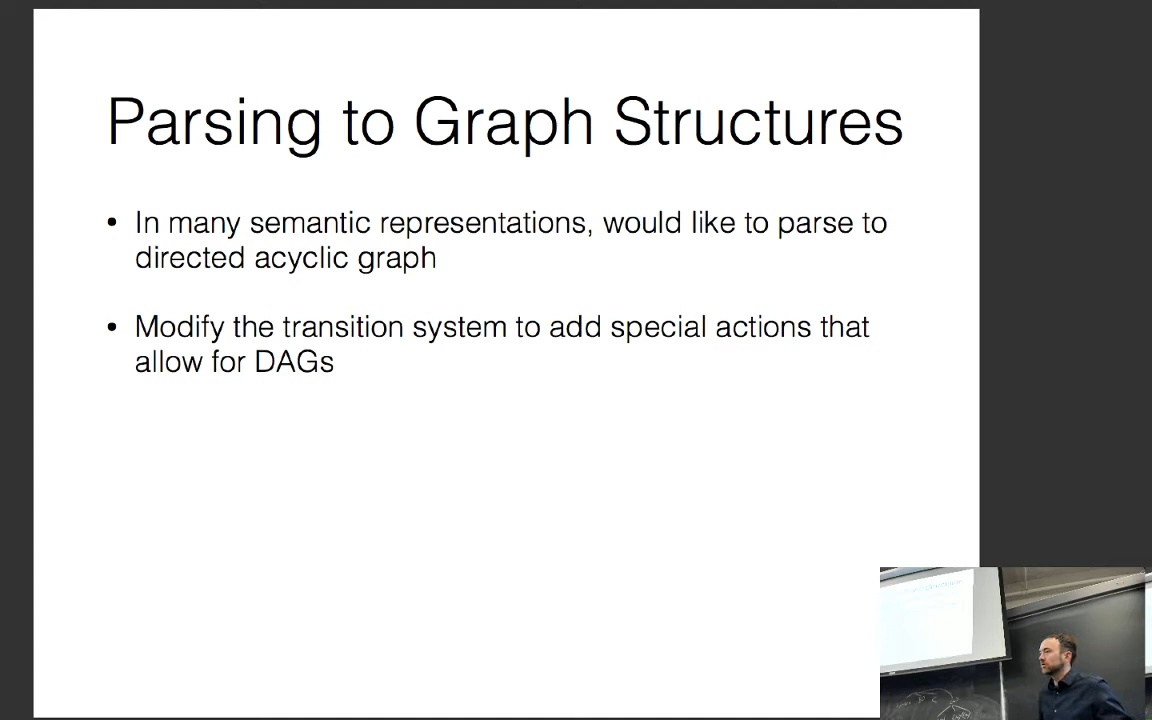 Parsing to Graph Structures
• In many semantic representations, would like to parse to
directed acyclic graph
• Modify the transition system to add special actions that
allow for DAGs